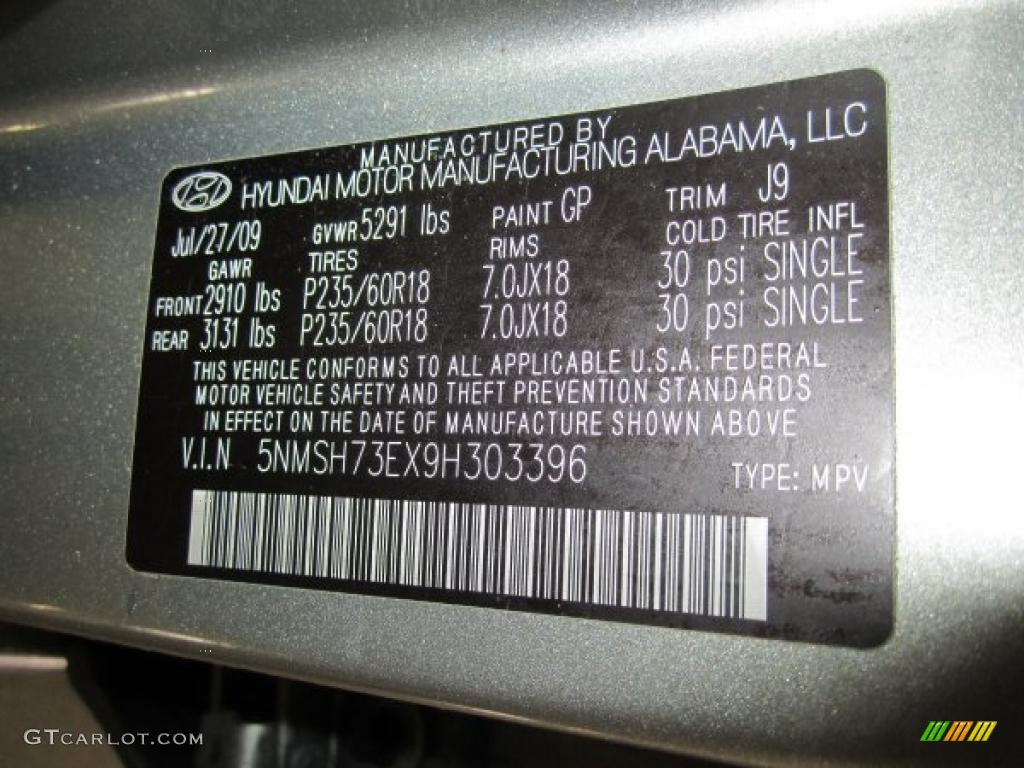 MANUFACTURED BY
HYUNDAI MOTOR MANUFACTURING ALABAMA, LLC
Jul/27/09 GVWR 5291 lbs PAINT GP TRIM J9
GAWR TIRES RIMS COLD TIRE INFL
FRONT 2910 lbs P235/60R18 7.0JX18 30 psi SINGLE
REAR 3131 lbs P235/60R18 7.0JX18 30 psi SINGLE
THIS VEHICLE CONFORMS TO ALL APPLICABLE U.S.A. FEDERAL
MOTOR VEHICLE SAFETY AND THEFT PREVENTION STANDARDS
IN EFFECT ON THE DATE OF MANUFACTURE SHOWN ABOVE
V.I.N 5NMSH73EX9H303396 TYPE: MPV
GTCARLOT.COM